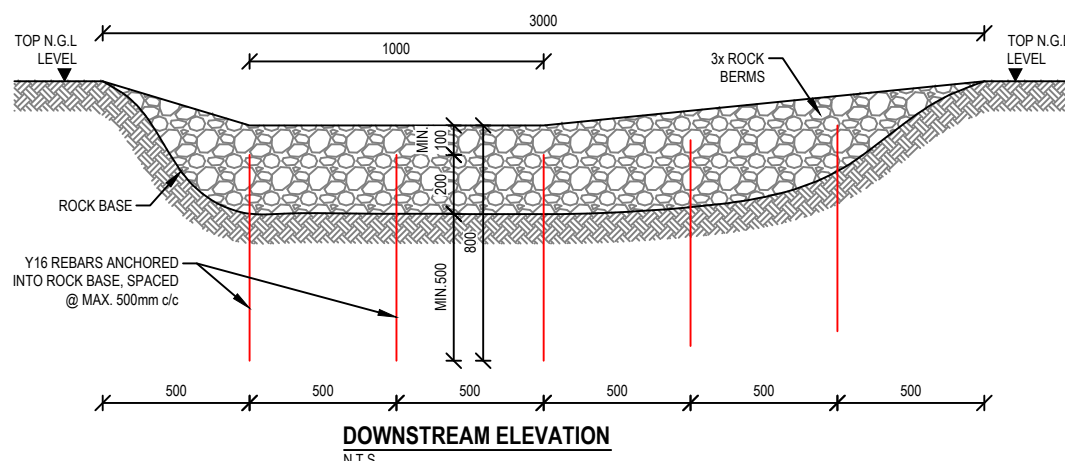 3000
TOP N.G.L
LEVEL
1000
3x ROCK
BERMS
TOP N.G.L
LEVEL
MIN.
100
200
800
MIN.500
ROCK BASE
Y16 REBARS ANCHORED
INTO ROCK BASE, SPACED
@ MAX. 500mm c/c
500
500
500
500
500
500
DOWNSTREAM ELEVATION
N.T.S